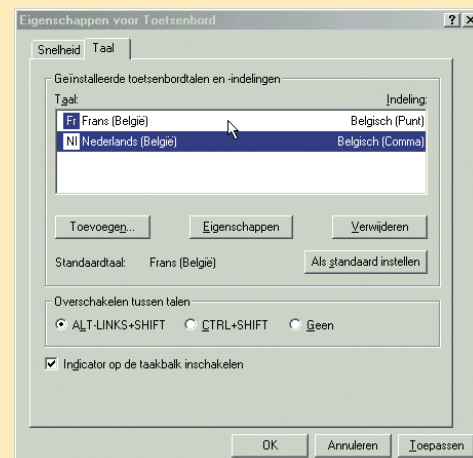 Eigenschappen voor Toetsenbord
Snelheid Taal
Geïnstalleerde toetsenbordtalen en -indelingen
Taal: Indeling:
Fr Frans (België) Belgisch (Punt)
Nl Nederlands (België) Belgisch (Comma)
Toevoegen... Eigenschappen Verwijderen
Standaardtaal: Frans (België) Als standaard instellen
Overschakelen tussen talen
ALT-LINKS+SHIFT CTRL+SHIFT Geen
Indicator op de taakbalk inschakelen
OK Annuleren Toepassen